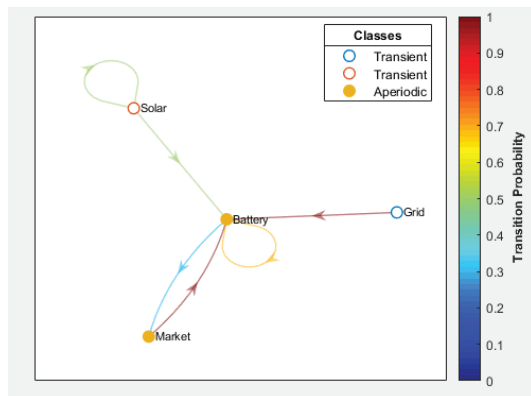 Classes
Transient
Transient
Aperiodic
Solar
Battery
Grid
Market
1
0.9
0.8
0.7
0.6
0.5
0.4
0.3
0.2
0.1
0
Transition Probability